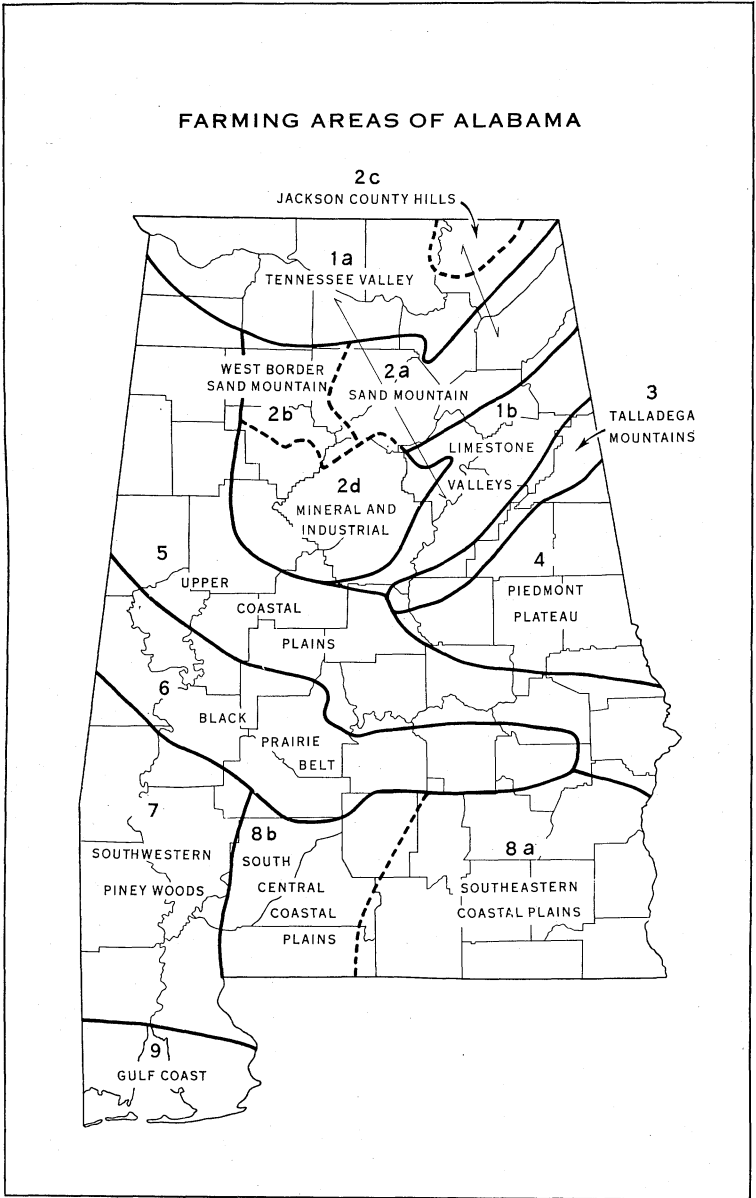 FARMING AREAS OF ALABAMA
2c
JACKSON COUNTY HILLS
1a
TENNESSEE VALLEY
WEST BORDER
SAND MOUNTAIN
2b
2a
SAND MOUNTAIN
3
TALLADEGA
MOUNTAINS
1b
LIMESTONE
VALLEYS
2d
MINERAL AND
INDUSTRIAL
4
PIEDMONT
PLATEAU
5
UPPER
COASTAL
PLAINS
6
BLACK
PRAIRIE
BELT
7
SOUTHWESTERN
PINEY WOODS
8b
SOUTH
CENTRAL
COASTAL
PLAINS
8a
SOUTHEASTERN
COASTAL PLAINS
9
GULF COAST